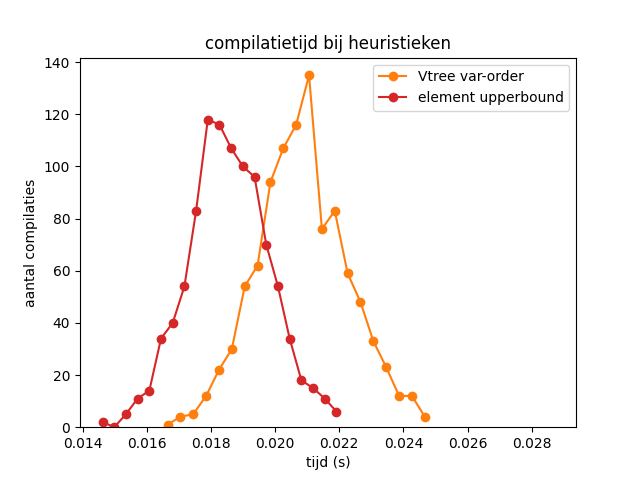 compilatietijd bij heuristieken
Vtree var-order
element upperbound
aantal compilaties
140
120
100
80
60
40
20
0
0.014 0.016 0.018 0.020 0.022 0.024 0.026 0.028
tijd (s)